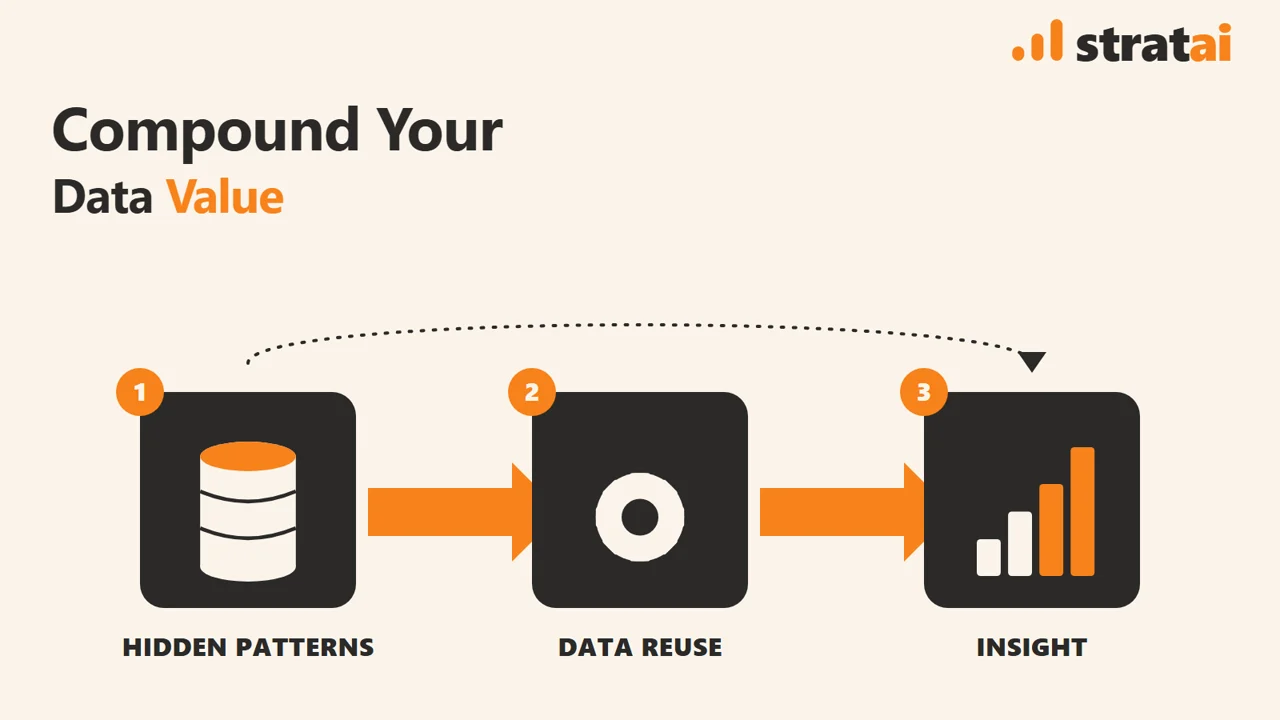 stratai
Compound Your
Data Value
1
2
3
HIDDEN PATTERNS
DATA REUSE
INSIGHT